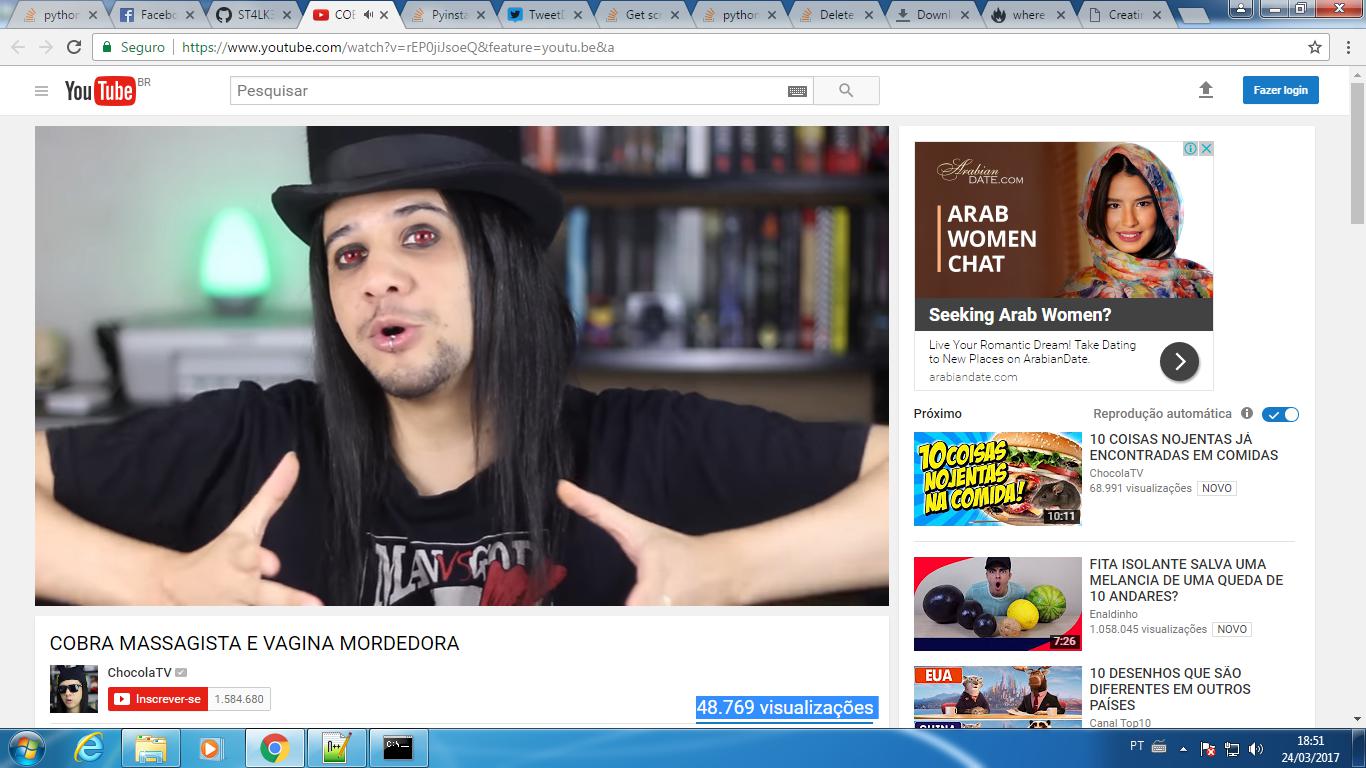 python
Facebo
ST4LK
COB
Pyinsta
TweetD
Get scr
python
Delete
Downl
where
Creatin
Seguro
https://www.youtube.com/watch?v=rEP0jiJsoeQ&feature=youtu.be&a
YouTube BR
Pesquisar
Fazer login
Arabian
DATE.COM
ARAB
WOMEN
CHAT
Seeking Arab Women?
Live Your Romantic Dream! Take Dating
to New Places on ArabianDate.
arabiandate.com
MAN VS GOD
Próximo
Reprodução automática
10 COISAS
NOJENTAS
NA COMIDA!
10:11
10 COISAS NOJENTAS JÁ
ENCONTRADAS EM COMIDAS
ChocolaTV
68.991 visualizações NOVO
7:26
FITA ISOLANTE SALVA UMA
MELANCIA DE UMA QUEDA DE
10 ANDARES?
Enaldinho
1.058.045 visualizações NOVO
EUA
CHINA
10 DESENHOS QUE SÃO
DIFERENTES EM OUTROS
PAÍSES
Canal Top10
COBRA MASSAGISTA E VAGINA MORDEDORA
ChocolaTV
Inscrever-se 1.584.680
48.769 visualizações
PT
18:51
24/03/2017